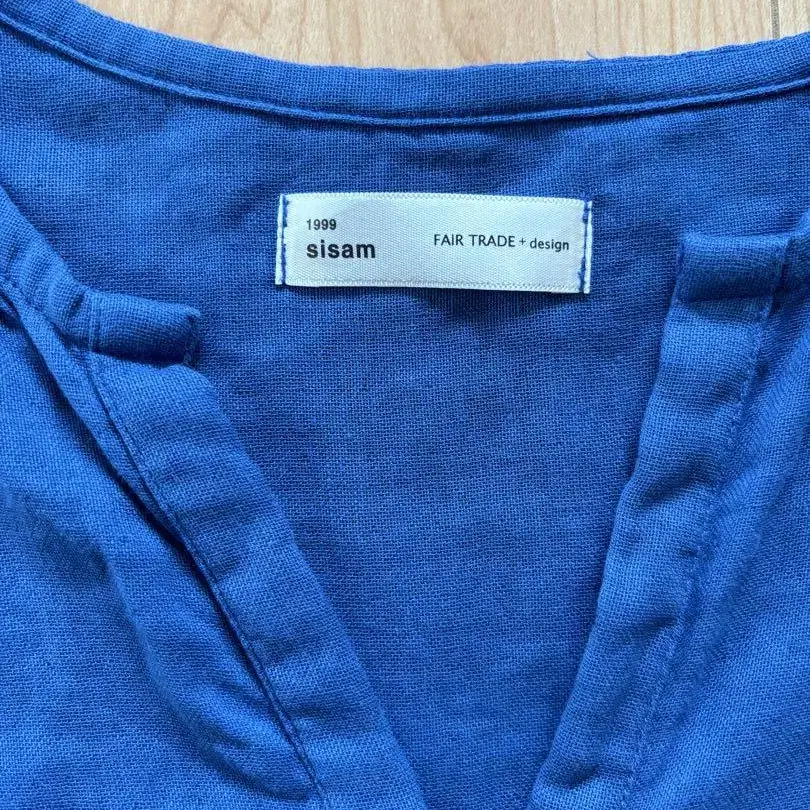 1999
sisam
FAIR TRADE + design